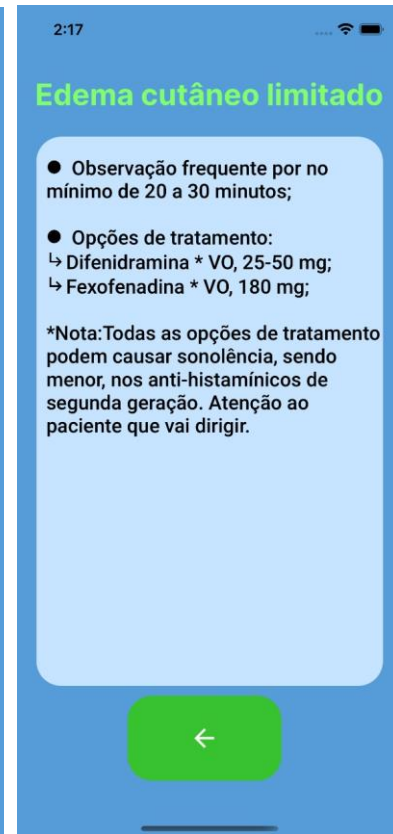 2:17
Edema cutâneo limitado
● Observação frequente por no
mínimo de 20 a 30 minutos;
● Opções de tratamento:
↳ Difenidramina * VO, 25-50 mg;
↳ Fexofenadina * VO, 180 mg;
*Nota:Todas as opções de tratamento
podem causar sonolência, sendo
menor, nos anti-histamínicos de
segunda geração. Atenção ao
paciente que vai dirigir.